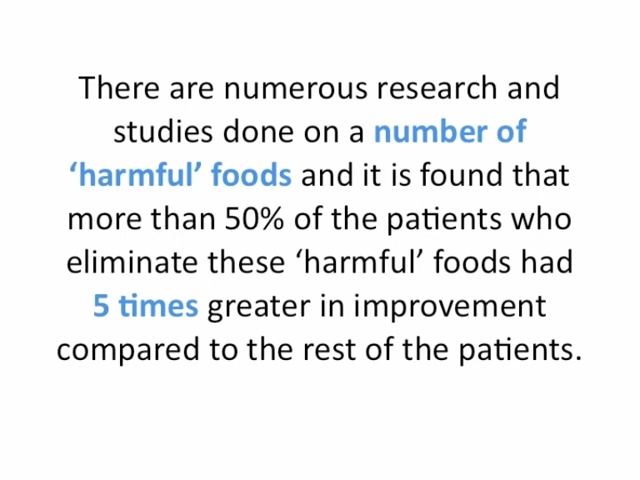 There are numerous research and
studies done on a number of
‘harmful’ foods and it is found that
more than 50% of the patients who
eliminate these ‘harmful’ foods had
5 times greater in improvement
compared to the rest of the patients.